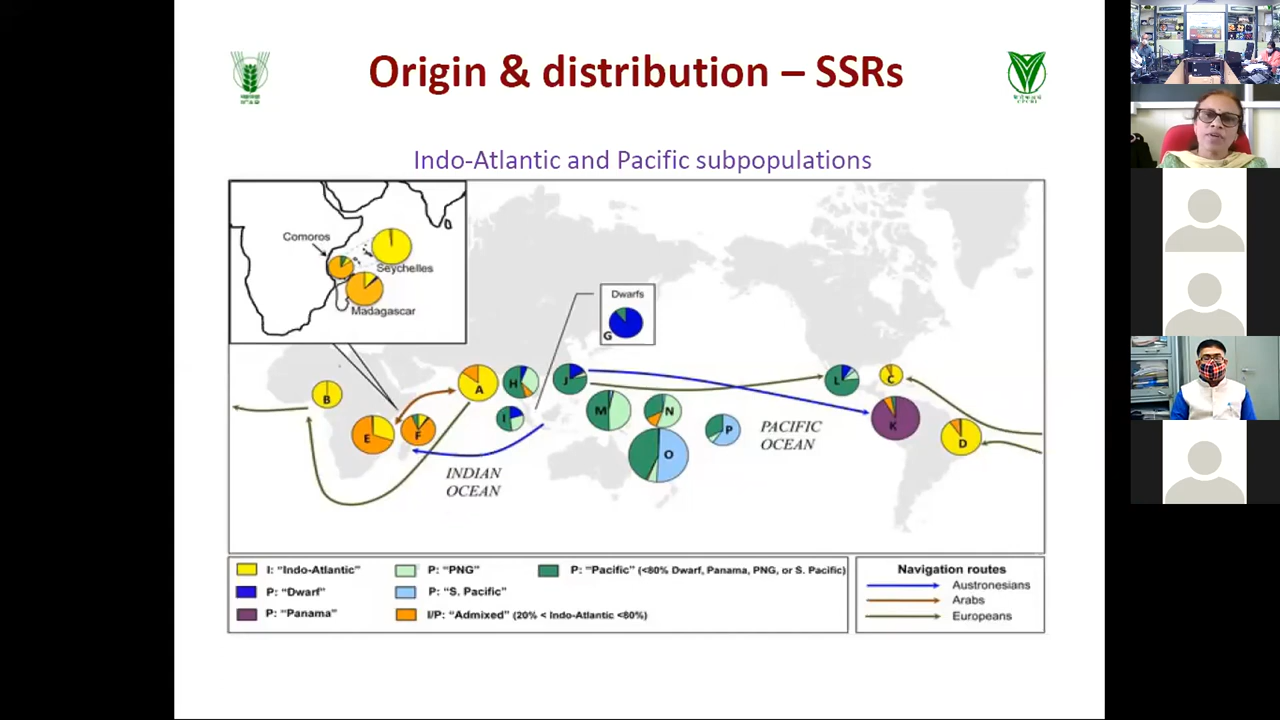 Origin & distribution – SSRs
Indo-Atlantic and Pacific subpopulations
Comoros
Seychelles
Madagascar
Dwarfs
G
A
H
J
L
C
B
I
M
N
K
E
F
P
D
O
PACIFIC
OCEAN
INDIAN
OCEAN
I: "Indo-Atlantic"
P: "PNG"
P: "Pacific" (<80% Dwarf, Panama, PNG, or S. Pacific)
P: "Dwarf"
P: "S. Pacific"
P: "Panama"
I/P: "Admixed" (20% < Indo-Atlantic <80%)
Navigation routes
Austronesians
Arabs
Europeans